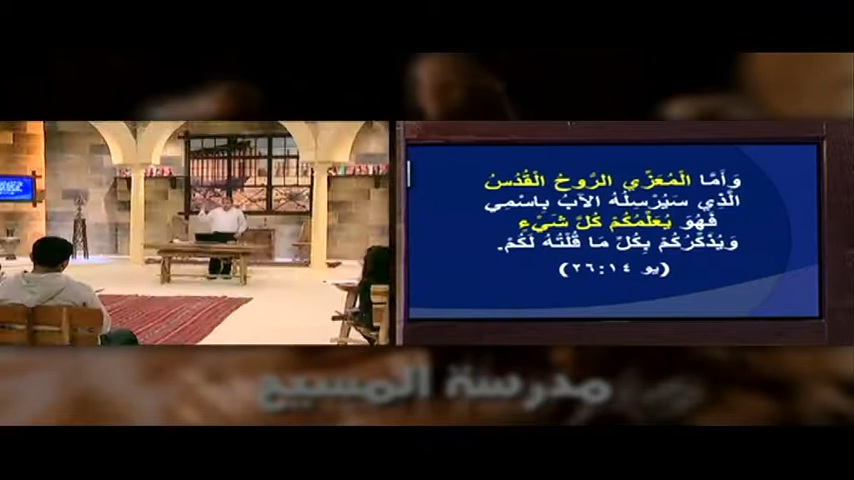 وَأَمَّا الْمُعَزِّي الرُّوحُ الْقُدُسُ
الَّذِي سَيُرْسِلُهُ الآبُ بِاسْمِي
فَهُوَ يُعَلِّمُكُمْ كُلَّ شَيْءٍ
وَيُذَكِّرُكُمْ بِكُلِّ مَا قُلْتُهُ لَكُمْ.
(يو ١٤:٢٦)
مدرسة المسيح